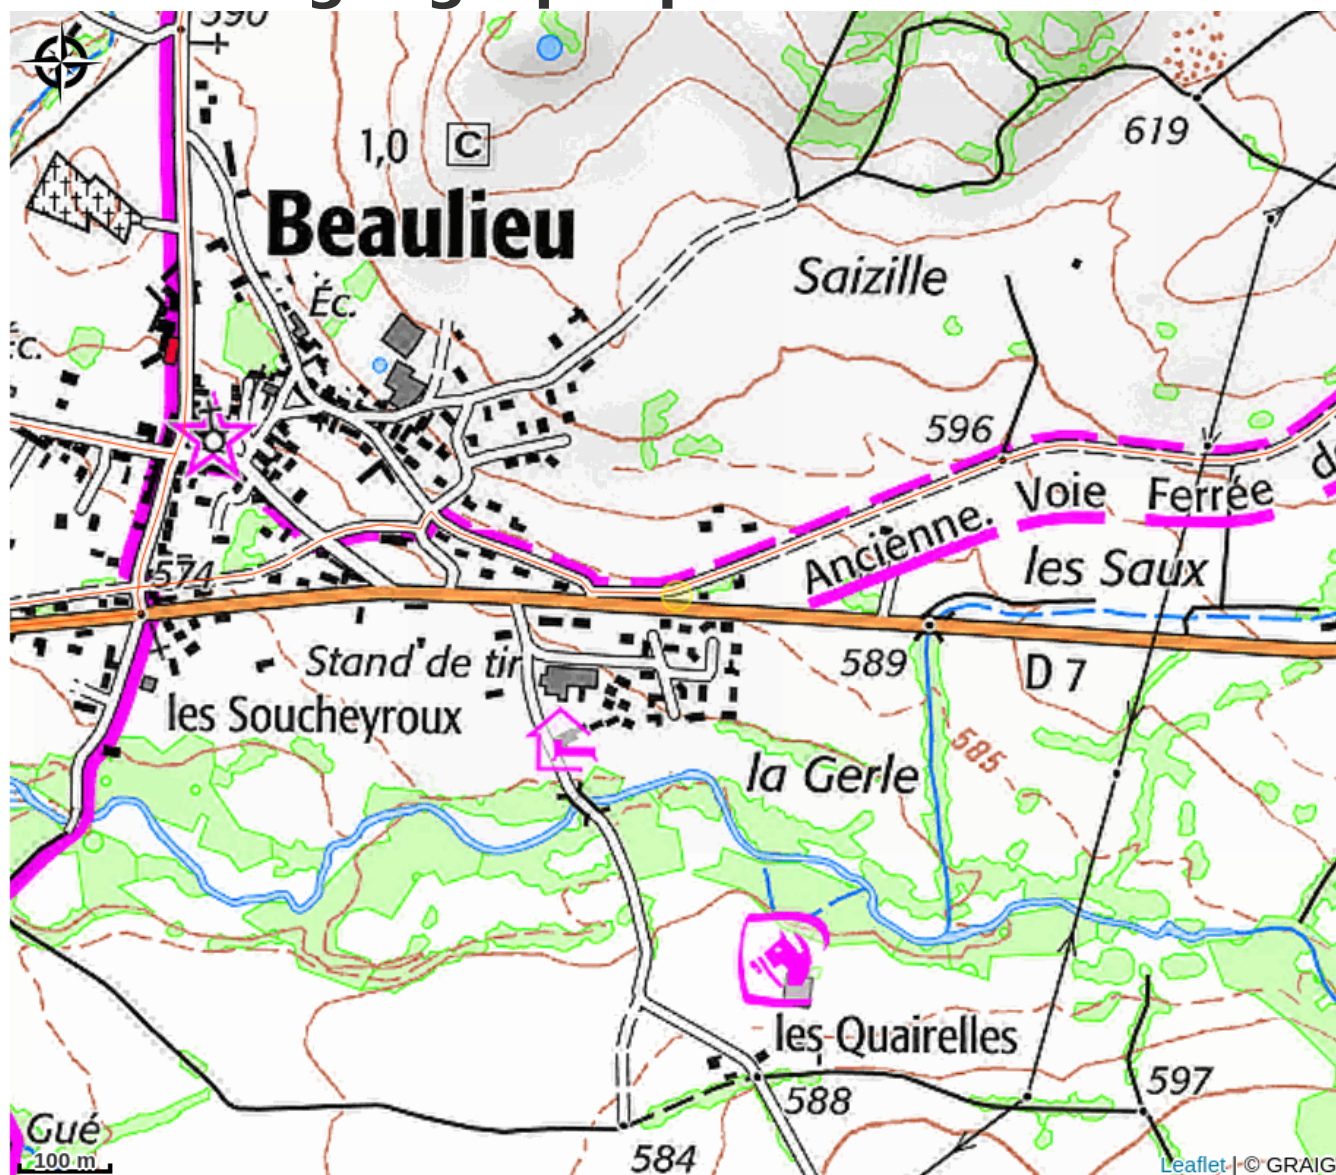 590
1,0 C
619
Beaulieu
Saizille
Éc.
Éc.
596
Voie Ferrée
Ancienne.
574
les Saux
Stand de tir
589
D 7
les Soucheyroux
585
la Gerle
les Quairelles
597
588
Gué
584
100 m
Leaflet | © GRAIG